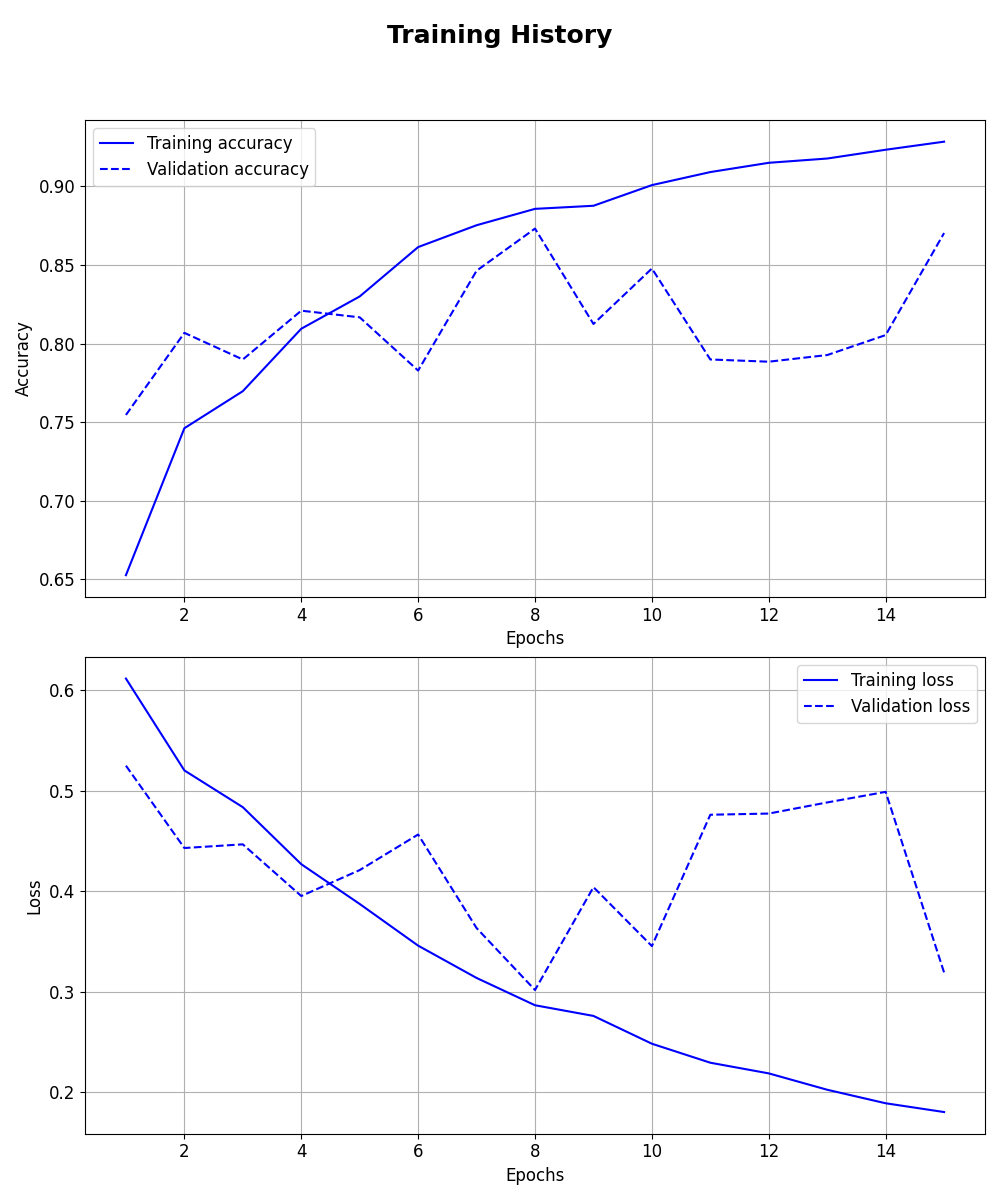 Training History
Training accuracy
Validation accuracy
0.90
0.85
0.80
0.75
0.70
0.65
Accuracy
2 4 6 8 10 12 14
Epochs
Training loss
Validation loss
0.6
0.5
0.4
0.3
0.2
Loss
2 4 6 8 10 12 14
Epochs